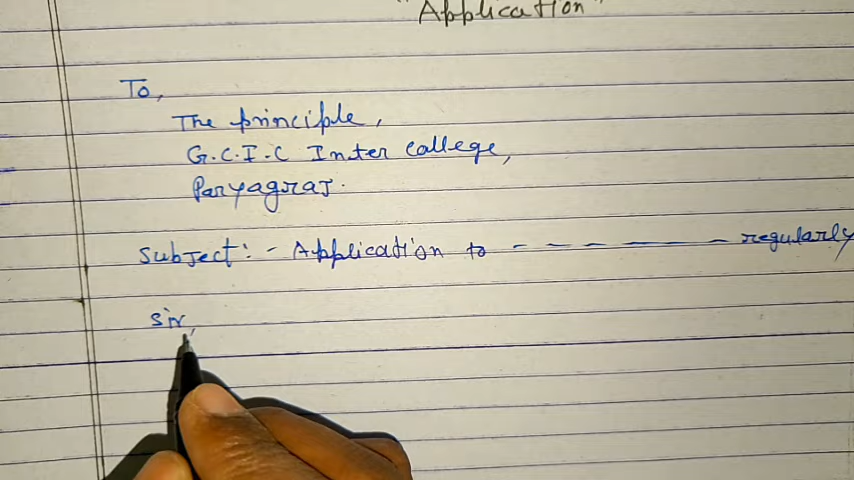 "Application"
To,
The principle,
G.C.I.C Inter college,
Paryagraj.
Subject:- Application to - - - - - regularly
Sir,